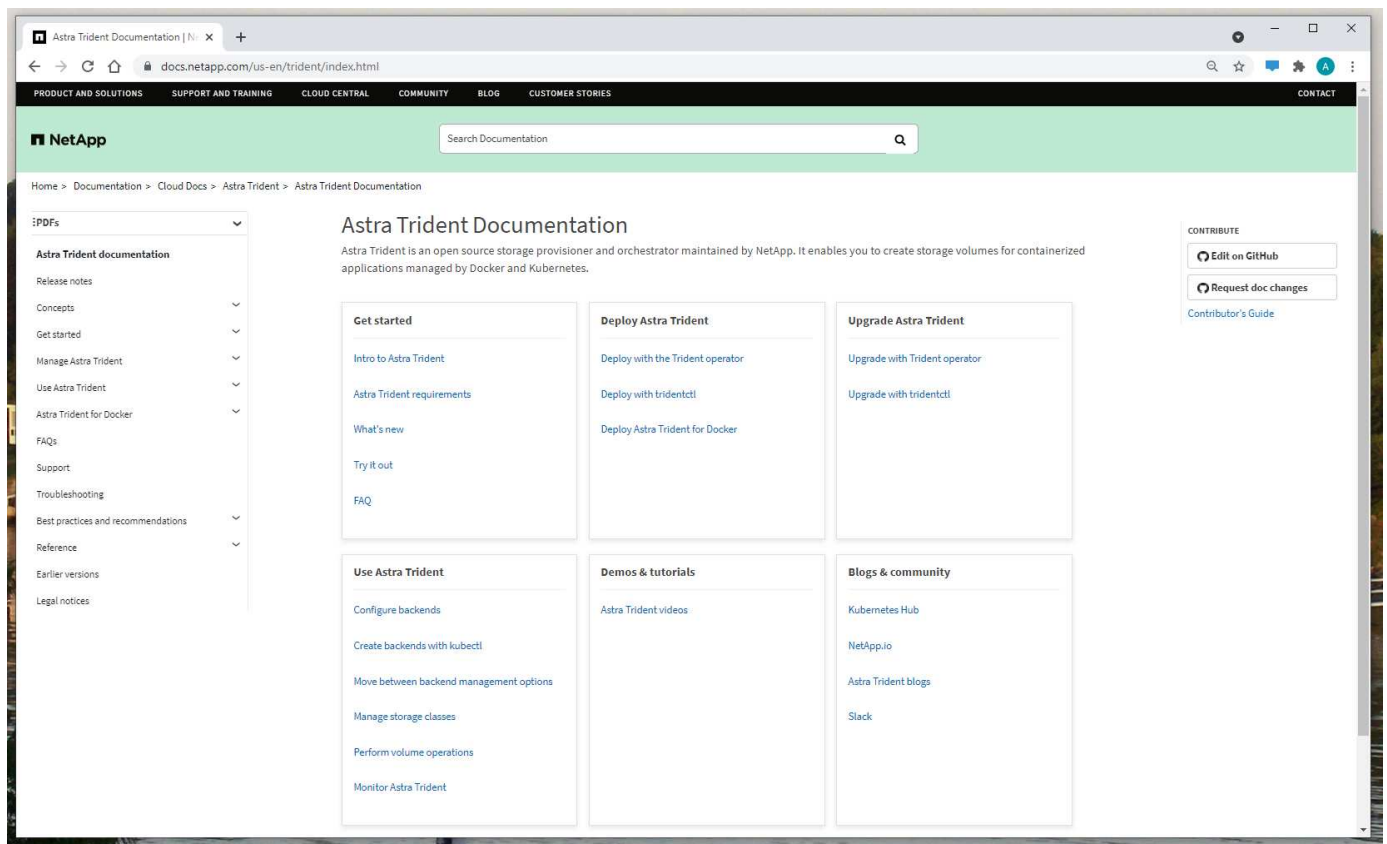 Astra Trident Documentation | N
docs.netapp.com/us-en/trident/index.html
A
PRODUCT AND SOLUTIONS SUPPORT AND TRAINING CLOUD CENTRAL COMMUNITY BLOG CUSTOMER STORIES CONTACT
NetApp
Search Documentation
Home > Documentation > Cloud Docs > Astra Trident > Astra Trident Documentation
PDFs
Astra Trident documentation
Release notes
Concepts
Get started
Manage Astra Trident
Use Astra Trident
Astra Trident for Docker
FAQs
Support
Troubleshooting
Best practices and recommendations
Reference
Earlier versions
Legal notices
Astra Trident Documentation
Astra Trident is an open source storage provisioner and orchestrator maintained by NetApp. It enables you to create storage volumes for containerized
applications managed by Docker and Kubernetes.
Get started
Intro to Astra Trident
Astra Trident requirements
What's new
Try it out
FAQ
Deploy Astra Trident
Deploy with the Trident operator
Deploy with tridentctl
Deploy Astra Trident for Docker
Upgrade Astra Trident
Upgrade with Trident operator
Upgrade with tridentctl
Use Astra Trident
Configure backends
Create backends with kubectl
Move between backend management options
Manage storage classes
Perform volume operations
Monitor Astra Trident
Demos & tutorials
Astra Trident videos
Blogs & community
Kubernetes Hub
NetApp.io
Astra Trident blogs
Slack
CONTRIBUTE
Edit on GitHub
Request doc changes
Contributor's Guide